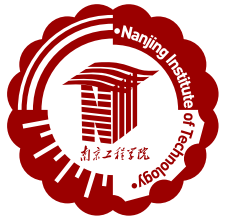 •Nanjing Institute of Technology•
南京工程学院